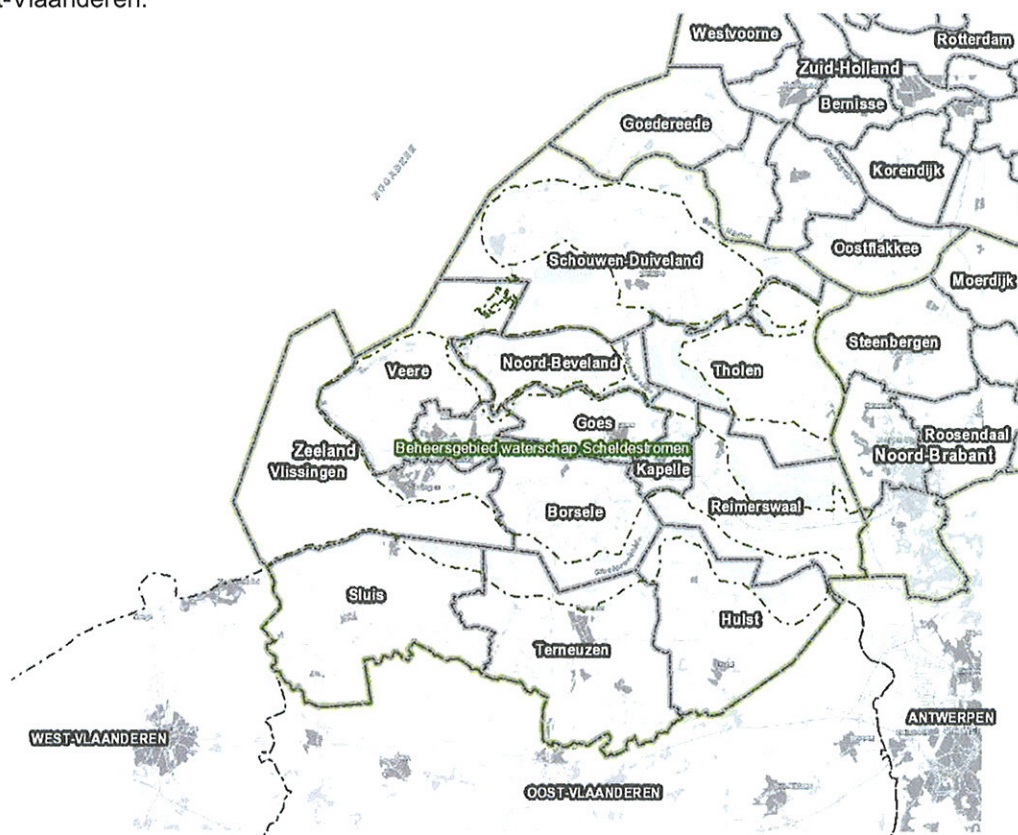 t-Vlaanderen.
Westvoorne
Rotterdam
Zuid-Holland
Bernisse
Goedereede
NOORDZEE
Korendijk
Oostflakkee
Schouwen-Duiveland
Moerdijk
Steenbergen
Noord-Beveland
Veere
Tholen
Goes
Roosendaal
Beheersgebied waterschap Scheldestromen
Zeeland
Noord-Brabant
Vlissingen
Kapelle
Reimerswaal
Borsele
Sluis
Hulst
Terneuzen
WEST-VLAANDEREN
ANTWERPEN
OOST-VLAANDEREN